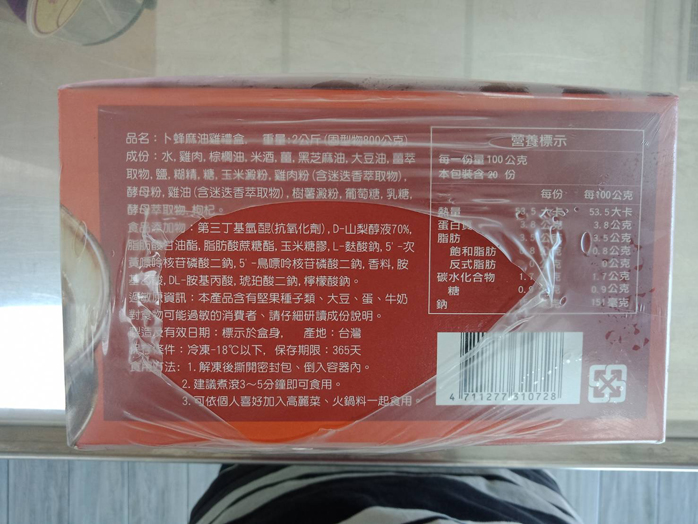 品名：卜蜂麻油雞禮盒， 重量：2公斤(固型物800公克)
成份：水，雞肉，棕櫚油，米酒，薑，黑芝麻油，大豆油，薑萃
取物，鹽，糊精，糖，玉米澱粉，雞肉粉(含迷迭香萃取物)，
酵母粉，雞油(含迷迭香萃取物)，樹薯澱粉，葡萄糖，乳糖，
酵母萃取物，枸杞。
食品添加物：第三丁基氫醌(抗氧化劑)，D-山梨醇液70%，
脂肪酸甘油酯，脂肪酸蔗糖酯，玉米糖膠，L-麩酸鈉，5'-次
黃嘌呤核苷磷酸二鈉，5'-鳥嘌呤核苷磷酸二鈉，香料，胺
基乙酸，DL-胺基丙酸，琥珀酸二鈉，檸檬酸鈉。
過敏原資訊：本產品含有堅果種子類、大豆、蛋、牛奶
對食物可能過敏的消費者、請仔細研讀成份說明。
製造及有效日期：標示於盒身， 產地：台灣
保存條件：冷凍-18℃以下，保存期限：365天
食用方法：1.解凍後撕開密封包、倒入容器內。
2.建議煮滾3~5分鐘即可食用。
3.可依個人喜好加入高麗菜、火鍋料一起食用。
營養標示
每一份量100公克
本包裝含20 份
每份 每100公克
熱量 53.5大卡 53.5大卡
蛋白質 3.8公克
脂肪 3.5公克
飽和脂肪 0.8公克
反式脂肪 0公克
碳水化合物 1.7公克
糖 0.9公克
鈉 151毫克
4 711277 310728